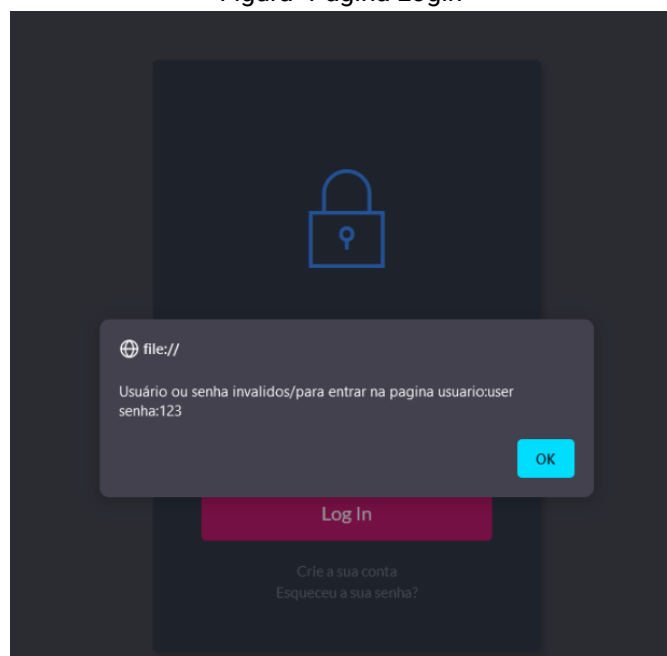 Figura Página Login
file://
Usuário ou senha invalidos/para entrar na pagina usuario:user
senha:123
OK
Log In
Crie a sua conta
Esqueceu a sua senha?